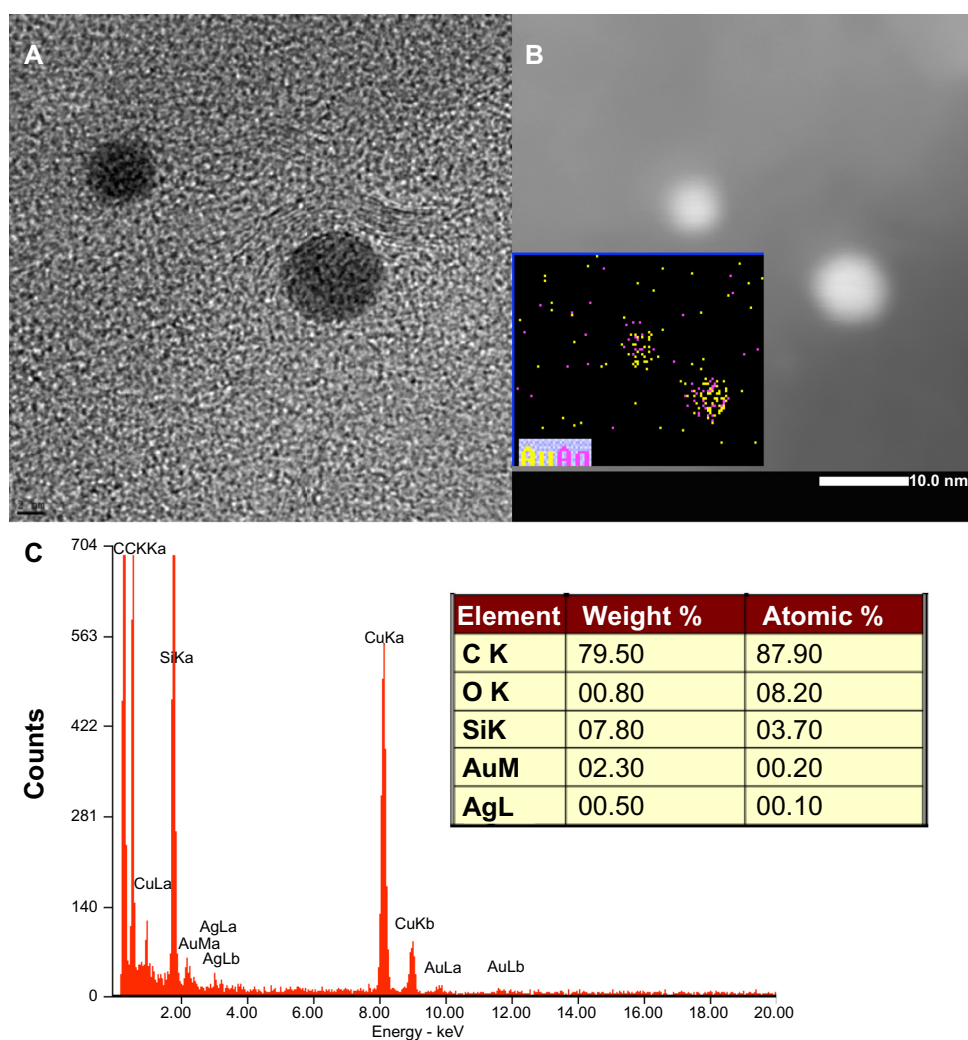 A
B
2 nm
10.0 nm
C
704
563
422
281
140
0
Counts
CCKKa
SiKa
CuLa
AuMa
AgLa
AgLb
CuKa
CuKb
AuLa
AuLb
2.00 4.00 6.00 8.00 10.00 12.00 14.00 16.00 18.00 20.00
Energy - keV
Element Weight % Atomic %
C K 79.50 87.90
O K 00.80 08.20
SiK 07.80 03.70
AuM 02.30 00.20
AgL 00.50 00.10